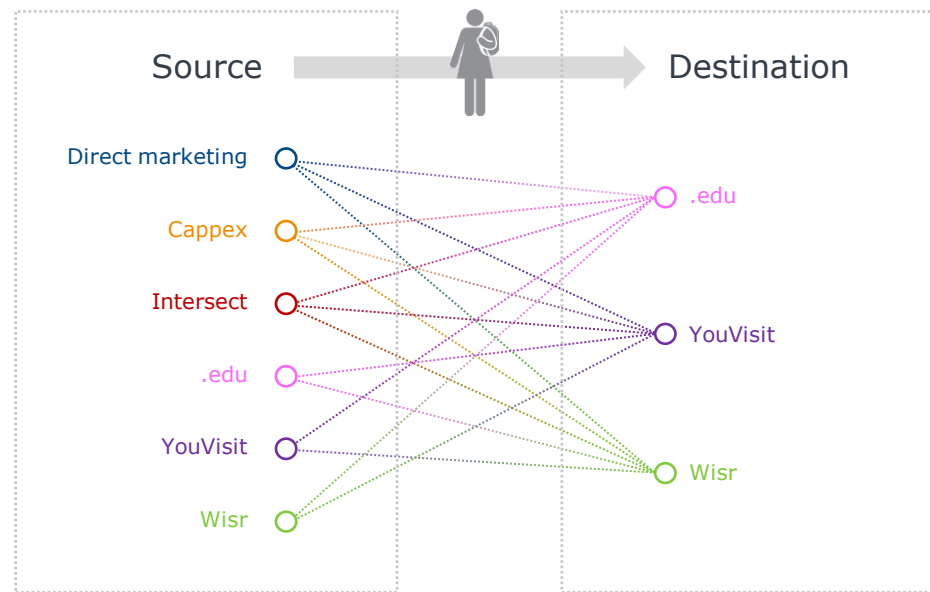 Source
Destination
Direct marketing
Cappex
Intersect
.edu
YouVisit
Wisr
.edu
YouVisit
Wisr